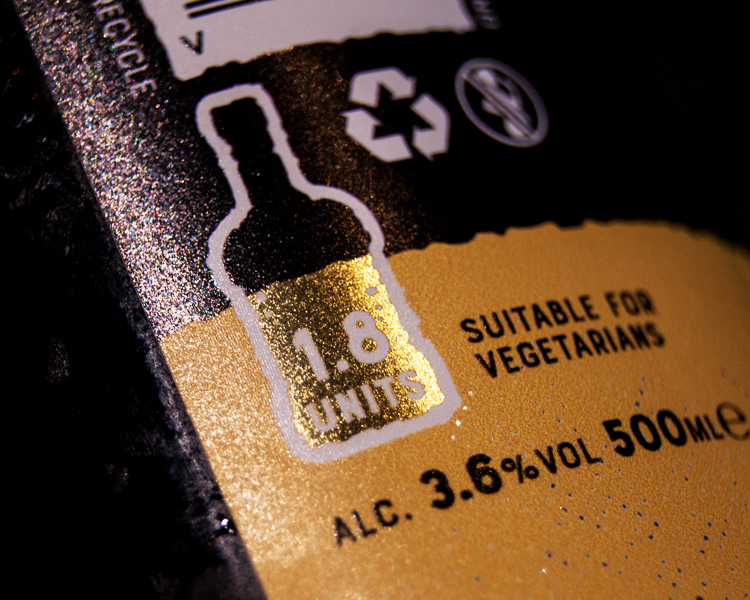 RECYCLE
V
1.8
UNITS
SUITABLE FOR
VEGETARIANS
ALC. 3.6%VOL 500ML℮